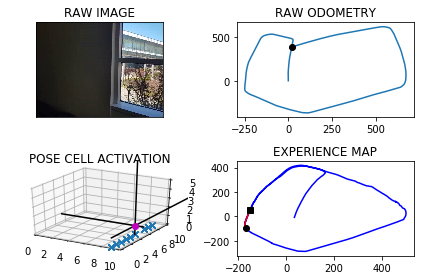 RAW IMAGE
RAW ODOMETRY
500
0
-250 0 250 500
POSE CELL ACTIVATION
5
4
3
2
1
0
0 2 4 6 8 10
0 2 4 6 8 10
EXPERIENCE MAP
400
200
0
-200
-200 0 200 400